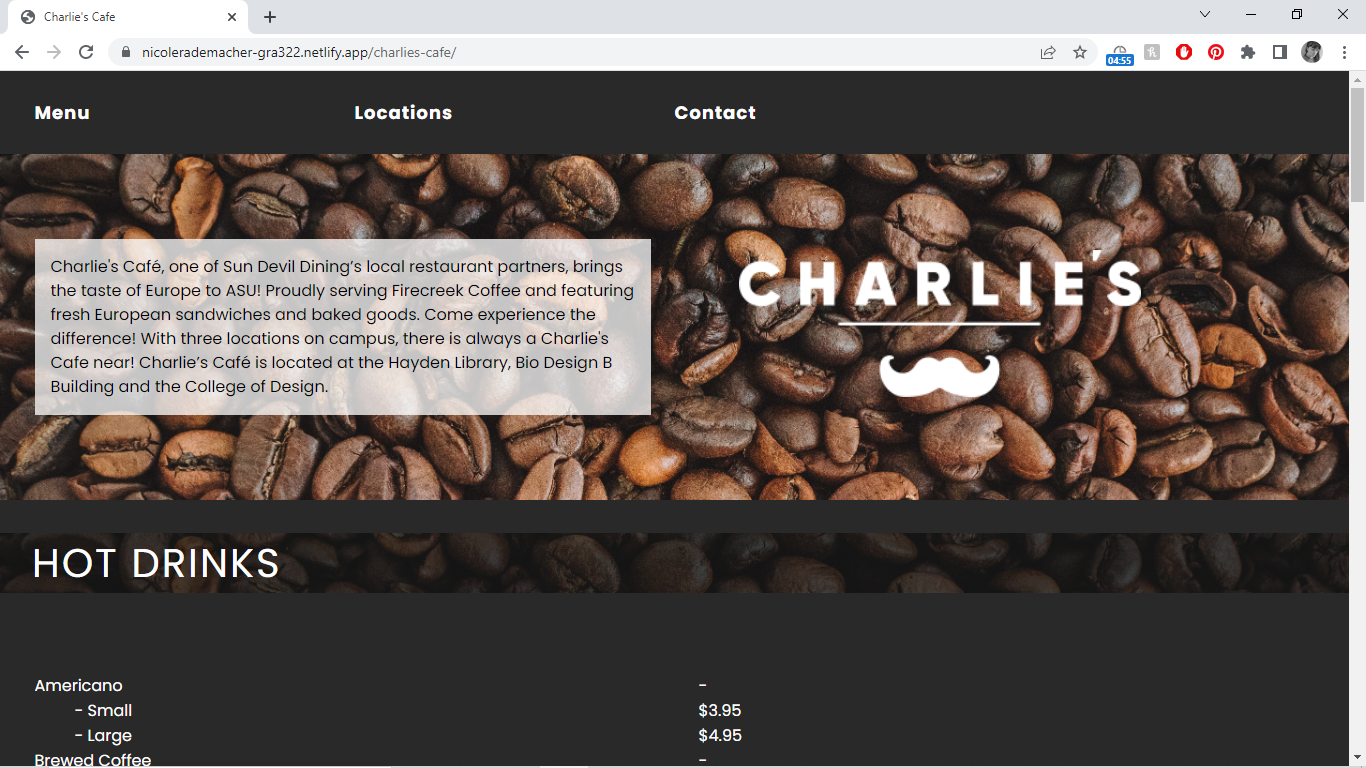 Charlie's Cafe
nicolerademacher-gra322.netlify.app/charlies-cafe/
04:55
Menu Locations Contact
Charlie's Café, one of Sun Devil Dining’s local restaurant partners, brings
the taste of Europe to ASU! Proudly serving Firecreek Coffee and featuring
fresh European sandwiches and baked goods. Come experience the
difference! With three locations on campus, there is always a Charlie's
Cafe near! Charlie’s Café is located at the Hayden Library, Bio Design B
Building and the College of Design.
CHARLIE'S
HOT DRINKS
Americano -
- Small $3.95
- Large $4.95
Brewed Coffee -